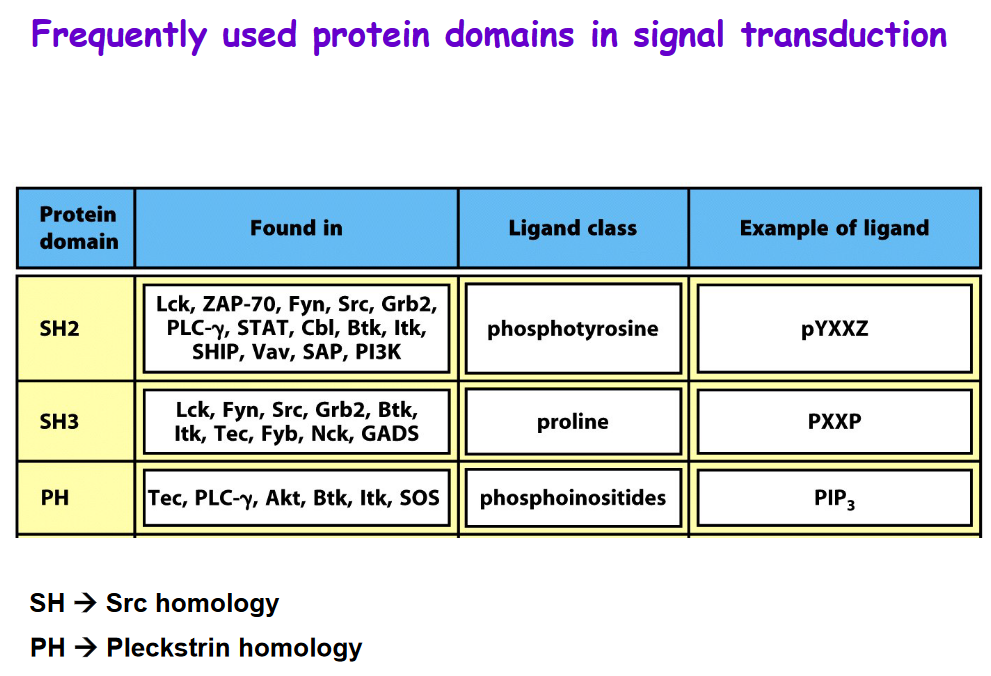 Frequently used protein domains in signal transduction
Protein domain Found in Ligand class Example of ligand
SH2
Lck, ZAP-70, Fyn, Src, Grb2,
PLC-γ, STAT, Cbl, Btk, Itk,
SHIP, Vav, SAP, PI3K
phosphotyrosine
pYXXZ
SH3
Lck, Fyn, Src, Grb2, Btk,
Itk, Tec, Fyb, Nck, GADS
proline
PXXP
PH
Tec, PLC-γ, Akt, Btk, Itk, SOS
phosphoinositides
PIP₃
SH → Src homology
PH → Pleckstrin homology